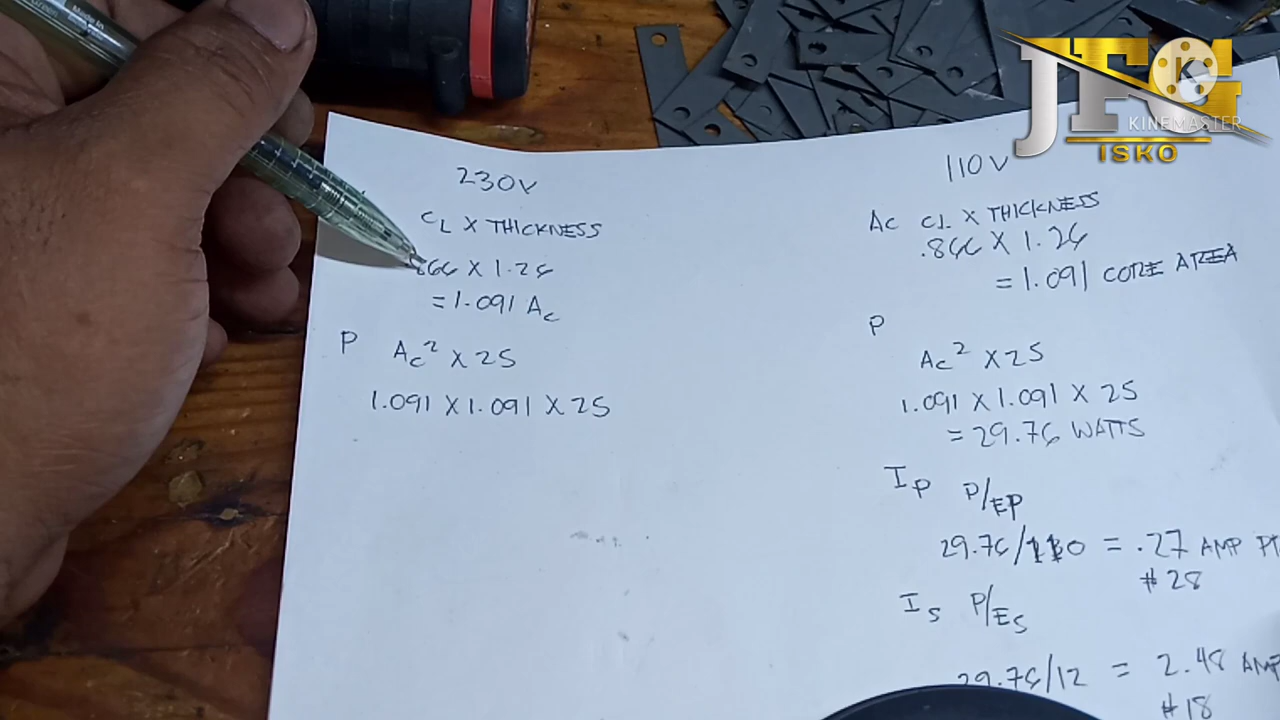 JFG
KINEMASTER
ISKO
230V
CL X THICKNESS
.866 X 1.26
= 1.091 Ac
P Ac² X 25
1.091 X 1.091 X 25
110V
Ac CL X THICKNESS
.866 X 1.26
= 1.091 CORE AREA
P
Ac² X 25
1.091 X 1.091 X 25
= 29.76 WATTS
IP P/EP
29.76/110 = .27 AMP
#28
Is P/Es
29.76/12 = 2.48 AMP
#18